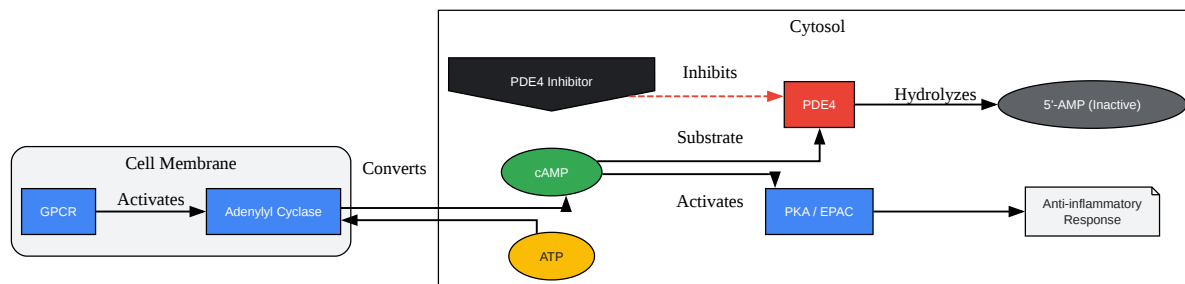 Cytosol
PDE4 Inhibitor
Inhibits
PDE4
Hydrolyzes
5'-AMP (Inactive)
Substrate
Cell Membrane
Converts
cAMP
GPCR
Activates
Adenylyl Cyclase
Activates
PKA / EPAC
Anti-inflammatory
Response
ATP